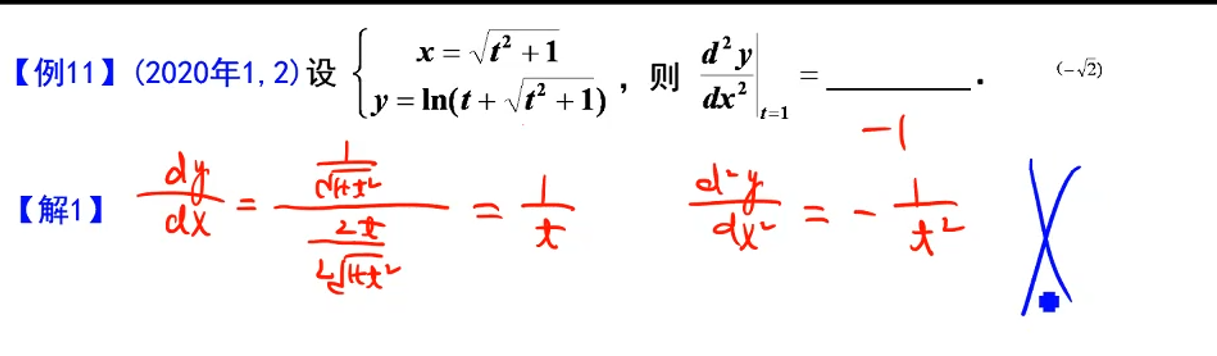 【例11】(2020年1,2)设 { x = √(t² + 1) , y = ln(t + √(t² + 1)) , 则 d²y/dx² |_{t=1} = ________ . (−√2)
−1
【解1】 dy/dx = (1/√(1+t²)) / (2t/(2√(1+t²))) = 1/t d²y/dx² = − 1/t²